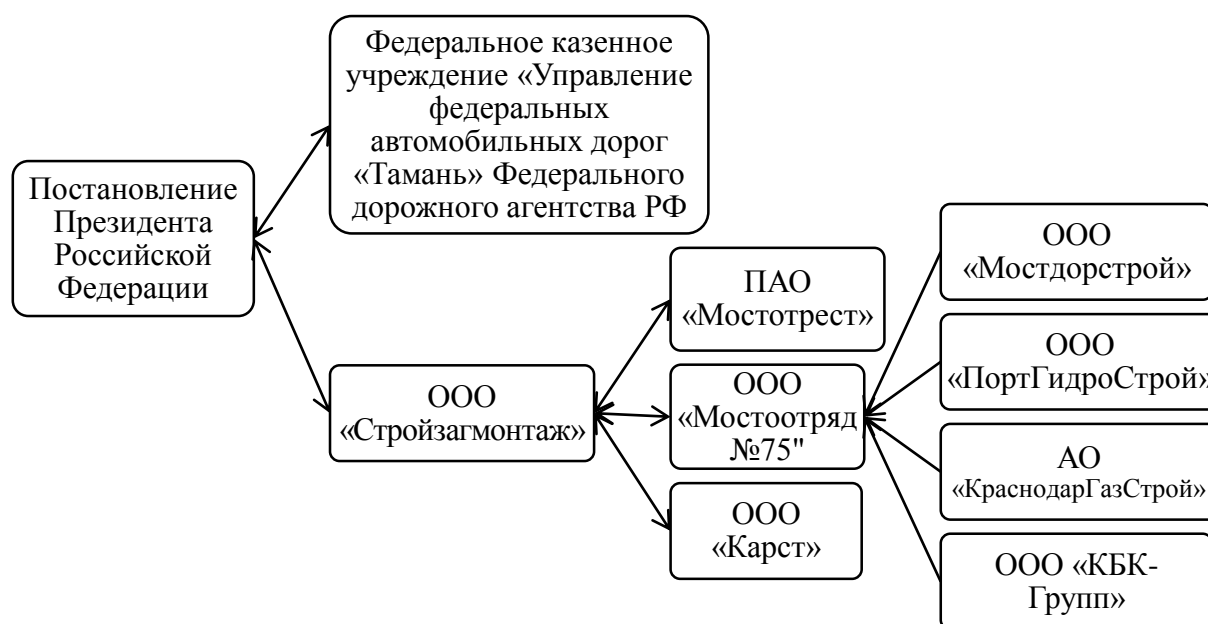 Федеральное казенное
учреждение «Управление
федеральных
автомобильных дорог
«Тамань» Федерального
дорожного агентства РФ
Постановление
Президента
Российской
Федерации
ООО
«Стройзагмонтаж»
ПАО
«Мостотрест»
ООО
«Мостоотряд
№75"
ООО
«Карст»
ООО
«Мостдорстрой»
ООО
«ПортГидроСтрой»
АО
«КраснодарГазСтрой»
ООО «КБК-
Групп»